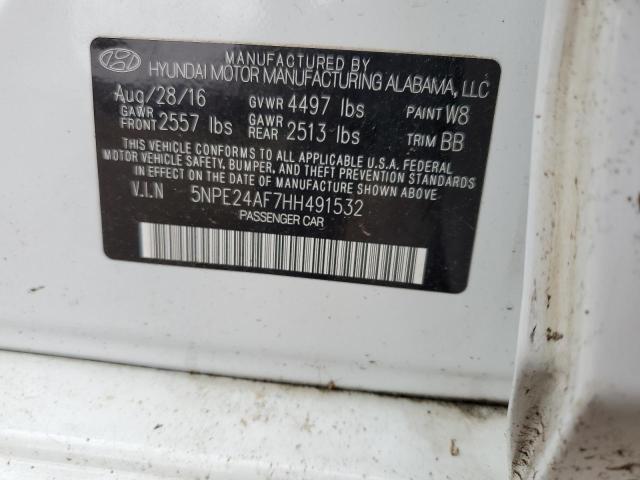 MANUFACTURED BY
HYUNDAI MOTOR MANUFACTURING ALABAMA, LLC
Aug/28/16 GVWR 4497 lbs PAINT W8
GAWR FRONT 2557 lbs GAWR REAR 2513 lbs TRIM BB
THIS VEHICLE CONFORMS TO ALL APPLICABLE U.S.A. FEDERAL
MOTOR VEHICLE SAFETY, BUMPER, AND THEFT PREVENTION STANDARDS
IN EFFECT ON THE DATE OF MANUFACTURE SHOWN ABOVE.
V.I.N 5NPE24AF7HH491532
PASSENGER CAR